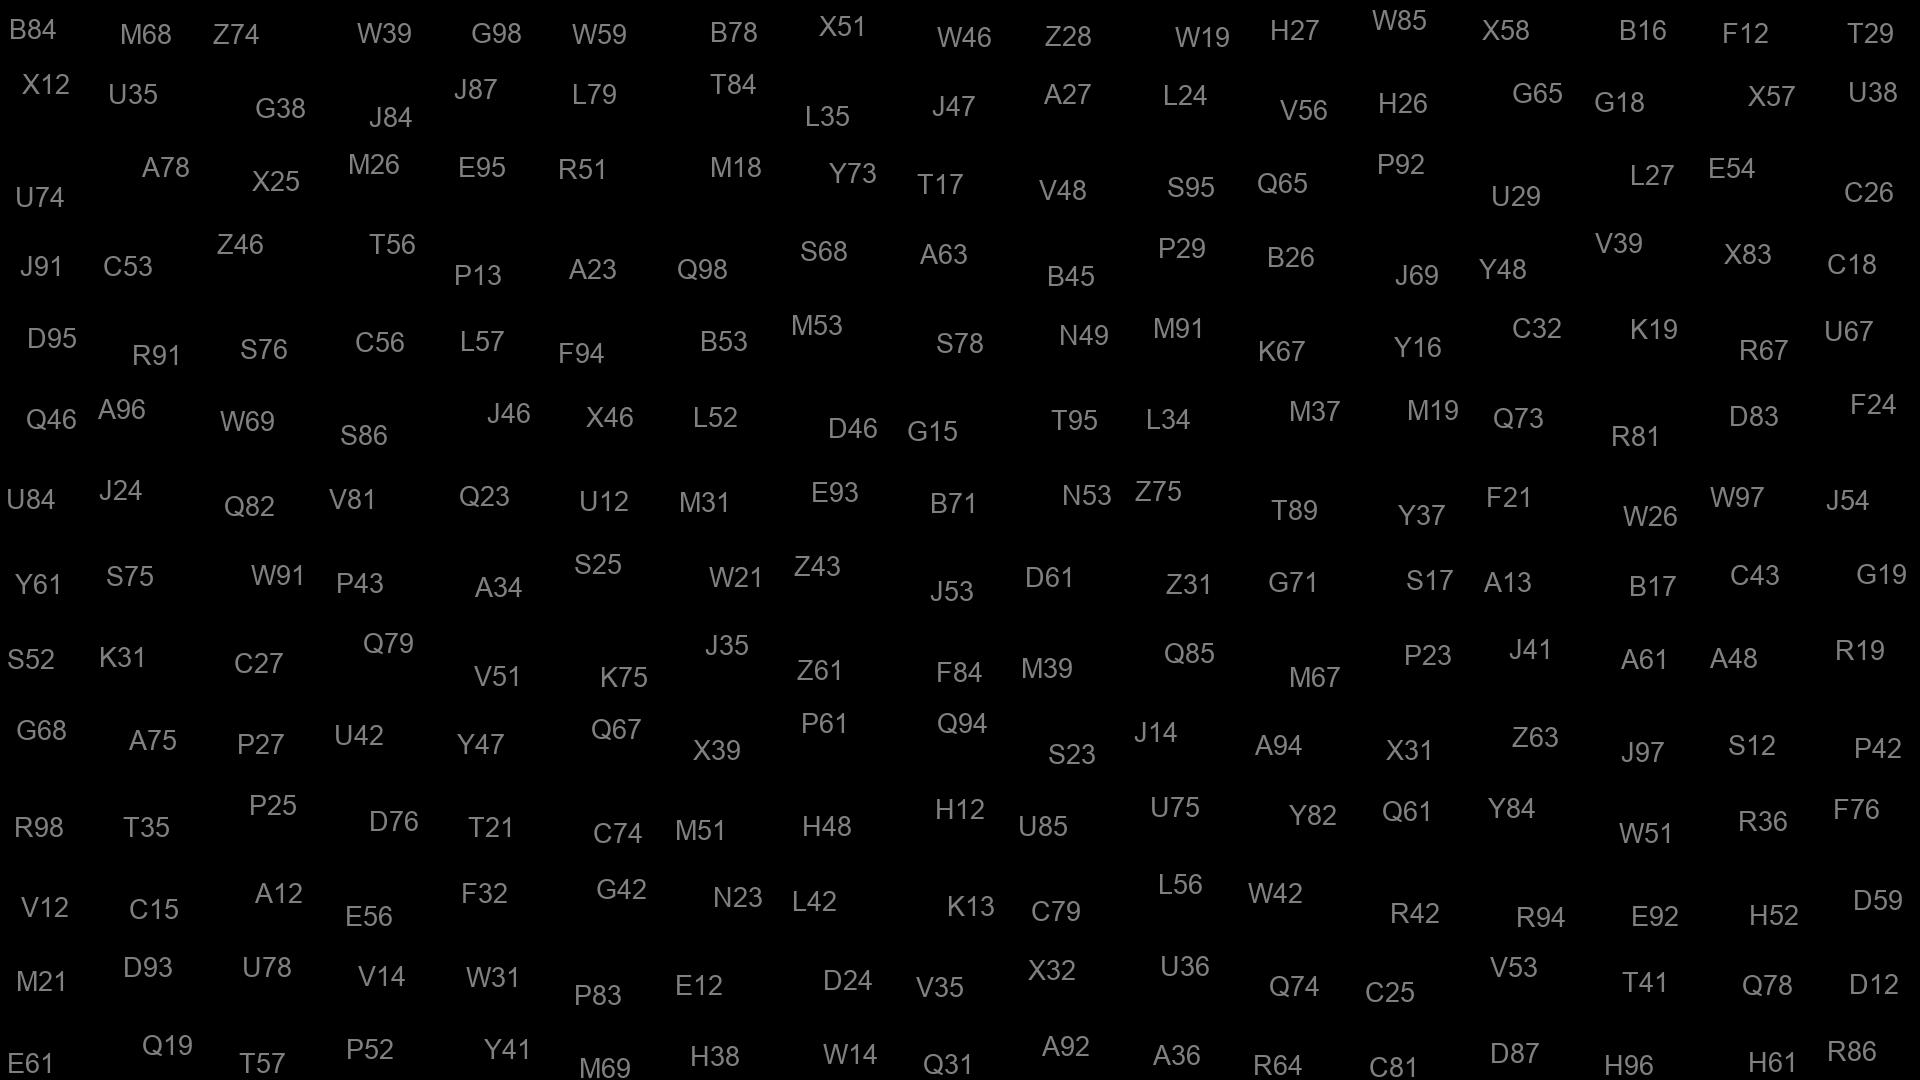 B84 M68 Z74 W39 G98 W59 B78 X51 W46 Z28 W19 H27 W85 X58 B16 F12 T29
X12 U35 G38 J84 J87 L79 T84 L35 J47 A27 L24 V56 H26 G65 G18 X57 U38
U74 A78 X25 M26 E95 R51 M18 Y73 T17 V48 S95 Q65 P92 U29 L27 E54 C26
J91 C53 Z46 T56 P13 A23 Q98 S68 A63 B45 P29 B26 J69 Y48 V39 X83 C18
D95 R91 S76 C56 L57 F94 B53 M53 S78 N49 M91 K67 Y16 C32 K19 R67 U67
Q46 A96 W69 S86 J46 X46 L52 D46 G15 T95 L34 M37 M19 Q73 R81 D83 F24
U84 J24 Q82 V81 Q23 U12 M31 E93 B71 N53 Z75 T89 Y37 F21 W26 W97 J54
Y61 S75 W91 P43 A34 S25 W21 Z43 J53 D61 Z31 G71 S17 A13 B17 C43 G19
S52 K31 C27 Q79 V51 K75 J35 Z61 F84 M39 Q85 M67 P23 J41 A61 A48 R19
G68 A75 P27 U42 Y47 Q67 X39 P61 Q94 S23 J14 A94 X31 Z63 J97 S12 P42
R98 T35 P25 D76 T21 C74 M51 H48 H12 U85 U75 Y82 Q61 Y84 W51 R36 F76
V12 C15 A12 E56 F32 G42 N23 L42 K13 C79 L56 W42 R42 R94 E92 H52 D59
M21 D93 U78 V14 W31 P83 E12 D24 V35 X32 U36 Q74 C25 V53 T41 Q78 D12
E61 Q19 T57 P52 Y41 M69 H38 W14 Q31 A92 A36 R64 C81 D87 H96 H61 R86